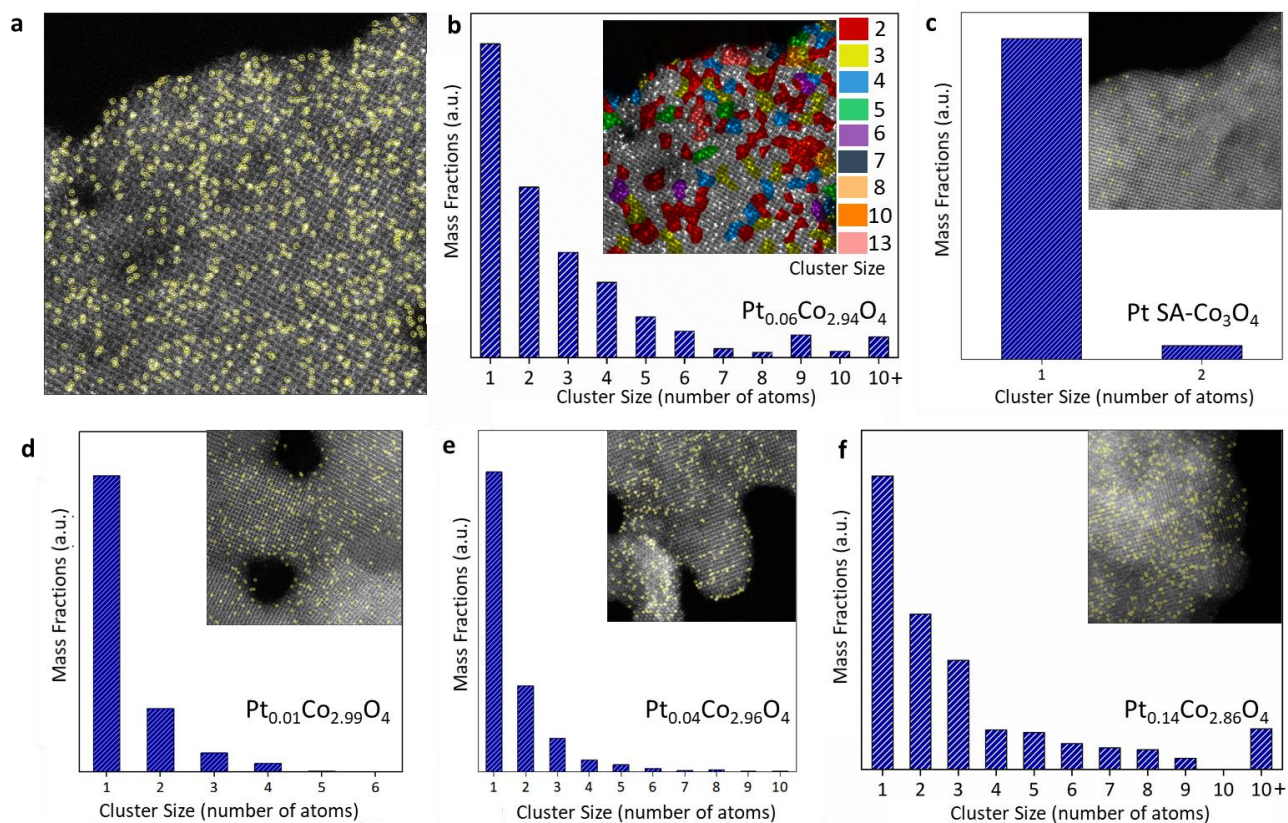 a
b
Mass Fractions (a.u.)
2
3
4
5
6
7
8
10
13
Cluster Size
Pt0.06Co2.94O4
1 2 3 4 5 6 7 8 9 10 10+
Cluster Size (number of atoms)
c
Mass Fractions (a.u.)
Pt SA-Co3O4
1 2
Cluster Size (number of atoms)
d
Mass Fractions (a.u.)
Pt0.01Co2.99O4
1 2 3 4 5 6
Cluster Size (number of atoms)
e
Mass Fractions (a.u.)
Pt0.04Co2.96O4
1 2 3 4 5 6 7 8 9 10
Cluster Size (number of atoms)
f
Mass Fractions (a.u.)
Pt0.14Co2.86O4
1 2 3 4 5 6 7 8 9 10 10+
Cluster Size (number of atoms)